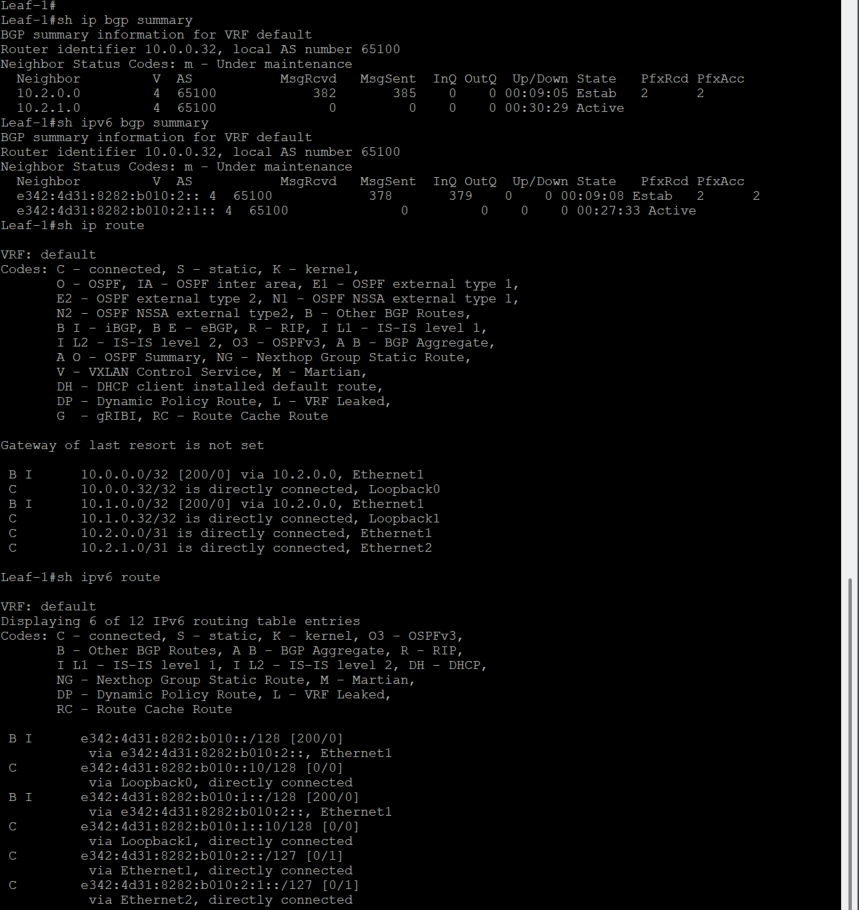 Leaf-1#
Leaf-1#sh ip bgp summary
BGP summary information for VRF default
Router identifier 10.0.0.32, local AS number 65100
Neighbor Status Codes: m - Under maintenance
  Neighbor         V  AS           MsgRcvd   MsgSent  InQ OutQ  Up/Down State   PfxRcd PfxAcc
  10.2.0.0         4  65100            382       385    0    0 00:09:05 Estab   2      2
  10.2.1.0         4  65100              0         0    0    0 00:30:29 Active
Leaf-1#sh ipv6 bgp summary
BGP summary information for VRF default
Router identifier 10.0.0.32, local AS number 65100
Neighbor Status Codes: m - Under maintenance
  Neighbor         V  AS           MsgRcvd   MsgSent  InQ OutQ  Up/Down State   PfxRcd PfxAcc
  e342:4d31:8282:b010:2:: 4  65100            378       379    0    0 00:09:08 Estab   2      2
  e342:4d31:8282:b010:2:1:: 4  65100              0         0    0    0 00:27:33 Active
Leaf-1#sh ip route
VRF: default
Codes: C - connected, S - static, K - kernel,
       O - OSPF, IA - OSPF inter area, E1 - OSPF external type 1,
       E2 - OSPF external type 2, N1 - OSPF NSSA external type 1,
       N2 - OSPF NSSA external type2, B - Other BGP Routes,
       B I - iBGP, B E - eBGP, R - RIP, I L1 - IS-IS level 1,
       I L2 - IS-IS level 2, O3 - OSPFv3, A B - BGP Aggregate,
       A O - OSPF Summary, NG - Nexthop Group Static Route,
       V - VXLAN Control Service, M - Martian,
       DH - DHCP client installed default route,
       DP - Dynamic Policy Route, L - VRF Leaked,
       G  - gRIBI, RC - Route Cache Route
Gateway of last resort is not set
 B I      10.0.0.0/32 [200/0] via 10.2.0.0, Ethernet1
 C        10.0.0.32/32 is directly connected, Loopback0
 B I      10.1.0.0/32 [200/0] via 10.2.0.0, Ethernet1
 C        10.1.0.32/32 is directly connected, Loopback1
 C        10.2.0.0/31 is directly connected, Ethernet1
 C        10.2.1.0/31 is directly connected, Ethernet2
Leaf-1#sh ipv6 route
VRF: default
Displaying 6 of 12 IPv6 routing table entries
Codes: C - connected, S - static, K - kernel, O3 - OSPFv3,
       B - Other BGP Routes, A B - BGP Aggregate, R - RIP,
       I L1 - IS-IS level 1, I L2 - IS-IS level 2, DH - DHCP,
       NG - Nexthop Group Static Route, M - Martian,
       DP - Dynamic Policy Route, L - VRF Leaked,
       RC - Route Cache Route
 B I      e342:4d31:8282:b010::/128 [200/0]
           via e342:4d31:8282:b010:2::, Ethernet1
 C        e342:4d31:8282:b010::10/128 [0/0]
           via Loopback0, directly connected
 B I      e342:4d31:8282:b010:1::/128 [200/0]
           via e342:4d31:8282:b010:2::, Ethernet1
 C        e342:4d31:8282:b010:1::10/128 [0/0]
           via Loopback1, directly connected
 C        e342:4d31:8282:b010:2::/127 [0/1]
           via Ethernet1, directly connected
 C        e342:4d31:8282:b010:2:1::/127 [0/1]
           via Ethernet2, directly connected